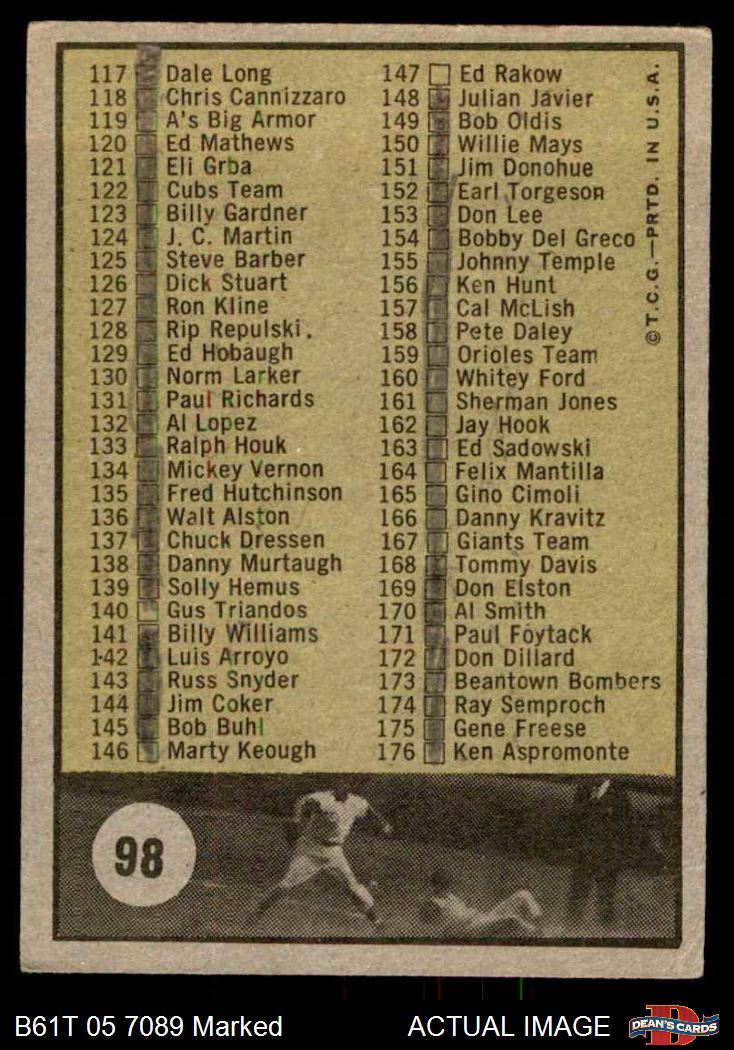 117 Dale Long
118 Chris Cannizzaro
119 A's Big Armor
120 Ed Mathews
121 Eli Grba
122 Cubs Team
123 Billy Gardner
124 J. C. Martin
125 Steve Barber
126 Dick Stuart
127 Ron Kline
128 Rip Repulski.
129 Ed Hobaugh
130 Norm Larker
131 Paul Richards
132 Al Lopez
133 Ralph Houk
134 Mickey Vernon
135 Fred Hutchinson
136 Walt Alston
137 Chuck Dressen
138 Danny Murtaugh
139 Solly Hemus
140 Gus Triandos
141 Billy Williams
142 Luis Arroyo
143 Russ Snyder
144 Jim Coker
145 Bob Buhl
146 Marty Keough
147 Ed Rakow
148 Julian Javier
149 Bob Oldis
150 Willie Mays
151 Jim Donohue
152 Earl Torgeson
153 Don Lee
154 Bobby Del Greco
155 Johnny Temple
156 Ken Hunt
157 Cal McLish
158 Pete Daley
159 Orioles Team
160 Whitey Ford
161 Sherman Jones
162 Jay Hook
163 Ed Sadowski
164 Felix Mantilla
165 Gino Cimoli
166 Danny Kravitz
167 Giants Team
168 Tommy Davis
169 Don Elston
170 Al Smith
171 Paul Foytack
172 Don Dillard
173 Beantown Bombers
174 Ray Semproch
175 Gene Freese
176 Ken Aspromonte
©T.C.G.—PRTD. IN U.S.A.
98
B61T 05 7089 Marked
ACTUAL IMAGE
DEAN'S CARDS